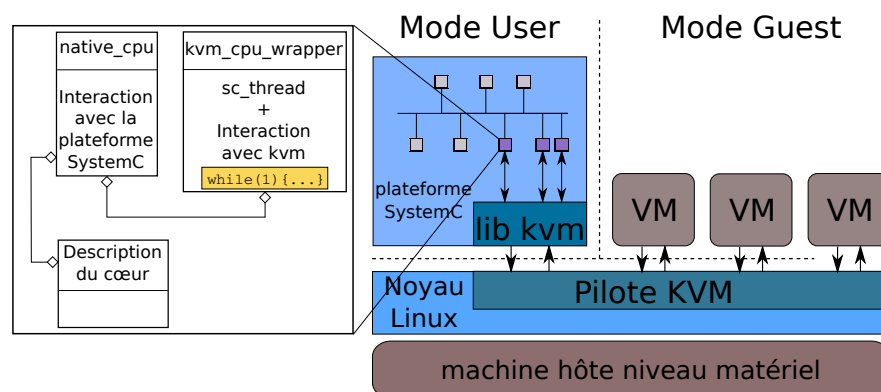 Mode User
Mode Guest
native_cpu
Interaction
avec la
plateforme
SystemC
kvm_cpu_wrapper
sc_thread
+
Interaction
avec kvm
while(1){...}
Description
du cœur
plateforme
SystemC
lib kvm
VM
VM
VM
Noyau
Linux
Pilote KVM
machine hôte niveau matériel